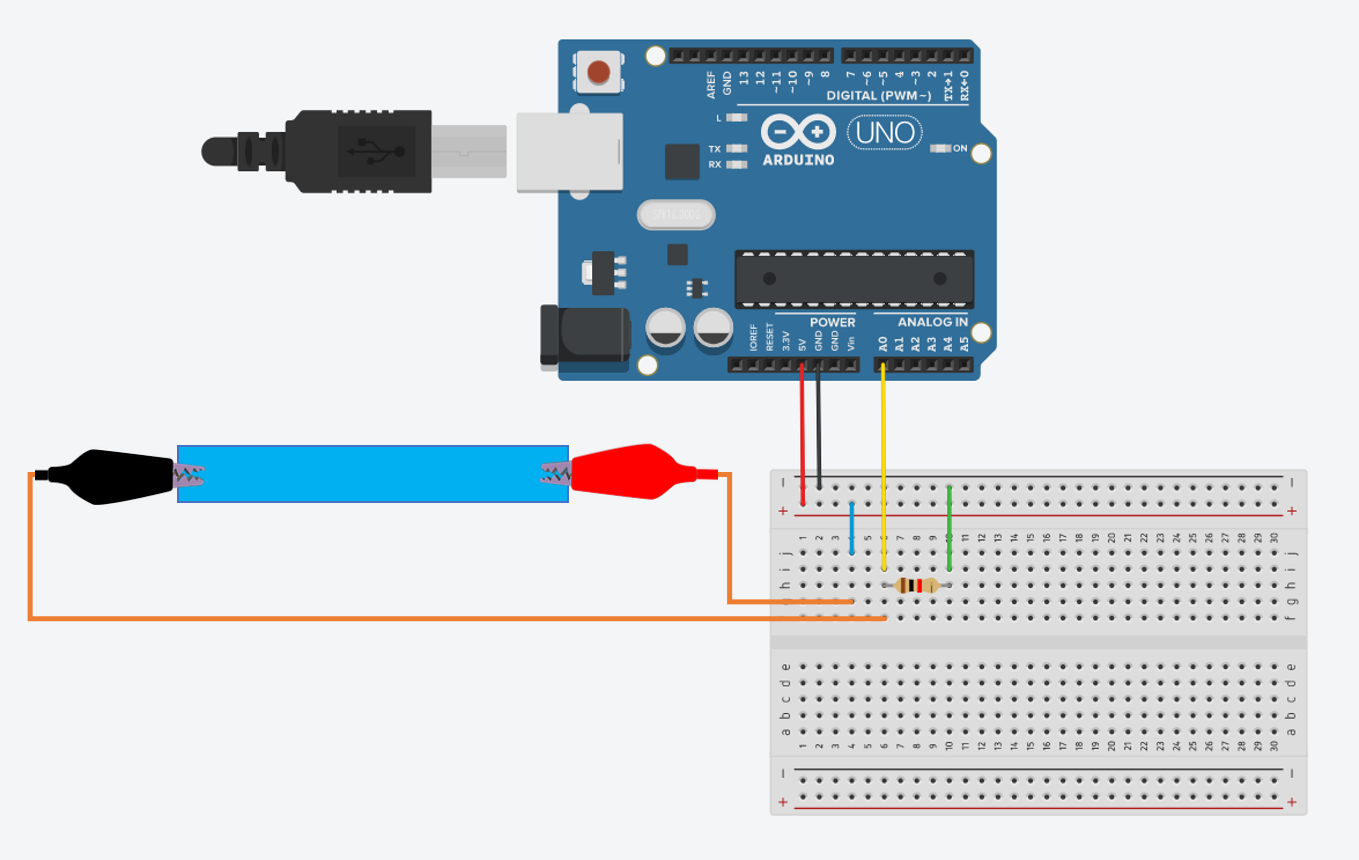 AREF GND 13 12 ~11 ~10 ~9 8 7 ~6 ~5 4 ~3 2 TX→1 RX←0
DIGITAL (PWM~)
L
TX
RX
ARDUINO
UNO
ON
POWER
ANALOG IN
IOREF RESET 3.3V 5V GND GND Vin A0 A1 A2 A3 A4 A5
− −
+ +
1 2 3 4 5 6 7 8 9 10 11 12 13 14 15 16 17 18 19 20 21 22 23 24 25 26 27 28 29 30
j j
i i
h h
g g
f f
e e
d d
c c
b b
a a
1 2 3 4 5 6 7 8 9 10 11 12 13 14 15 16 17 18 19 20 21 22 23 24 25 26 27 28 29 30
− −
+ +